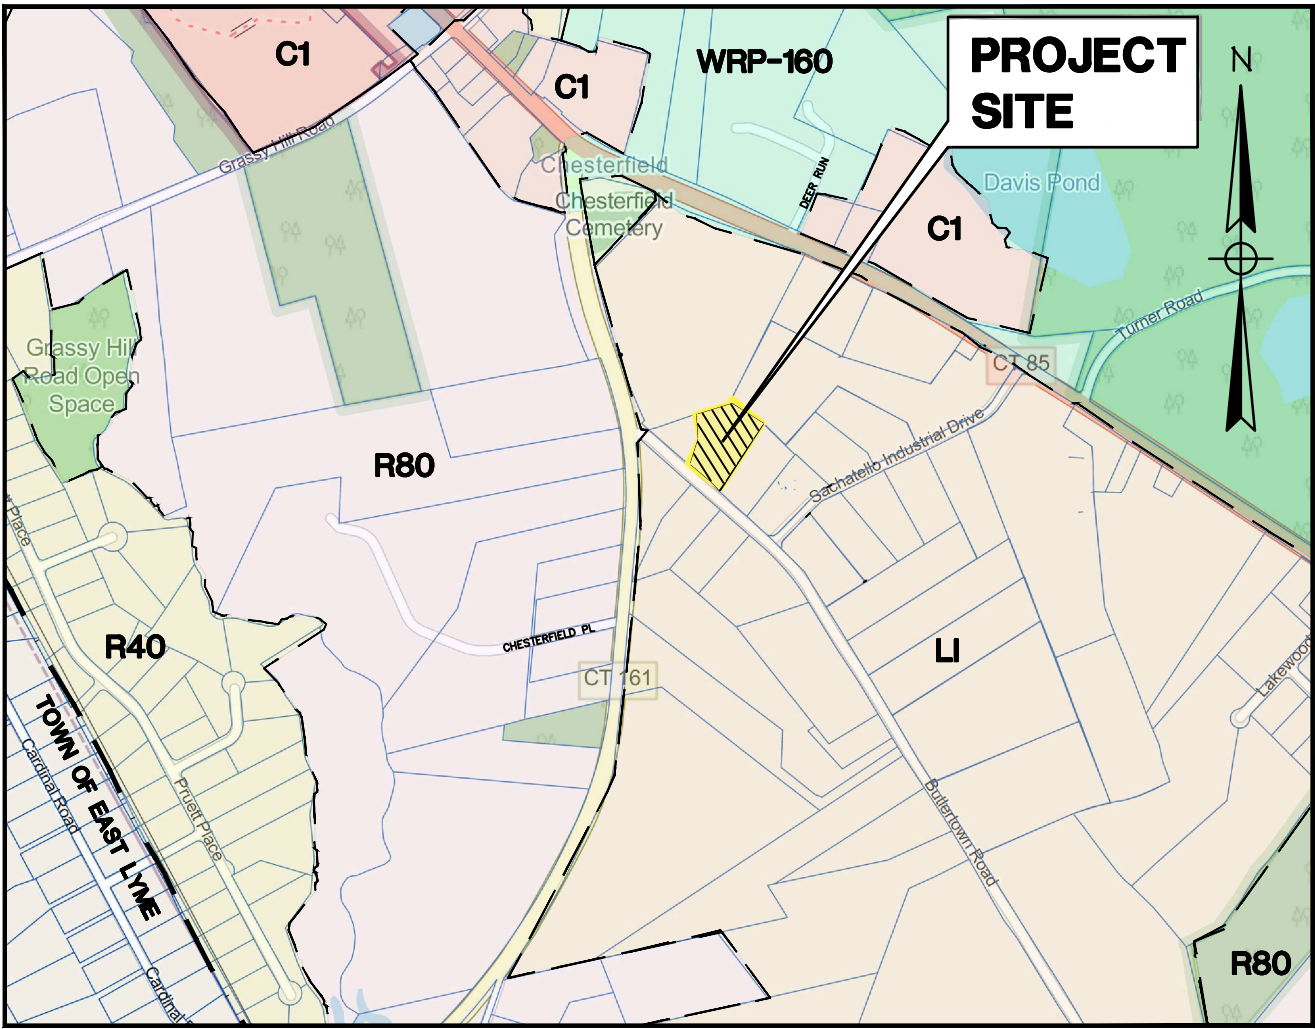 C1
C1
WRP-160
PROJECT
SITE
N
Grassy Hill Road
Chesterfield
Chesterfield
Cemetery
DEER RUN
C1
Davis Pond
Turner Road
CT 85
Grassy Hill
Road Open
Space
R80
Sachatello Industrial Drive
Place
CHESTERFIELD PL
R40
LI
CT 161
Lakewood
TOWN OF EAST LYME
Cardinal Road
Pruett Place
Butlertown Road
R80
Cardinal